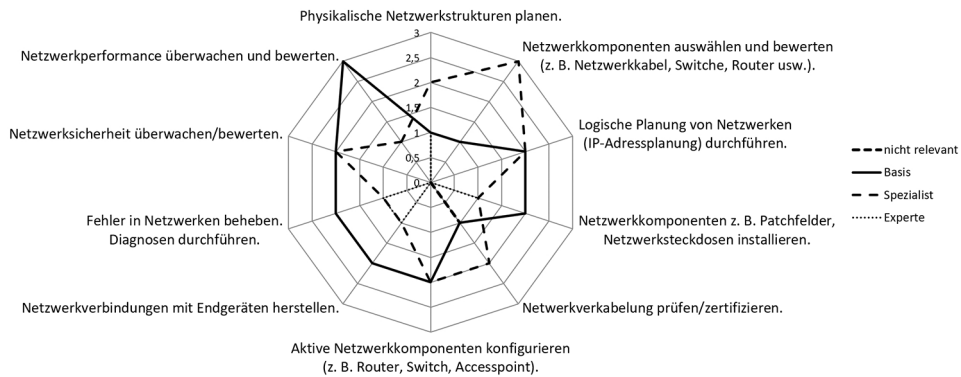 Physikalische Netzwerkstrukturen planen.
Netzwerkkomponenten auswählen und bewerten
(z. B. Netzwerkkabel, Switche, Router usw.).
Logische Planung von Netzwerken
(IP-Adressplanung) durchführen.
Netzwerkkomponenten z. B. Patchfelder,
Netzwerksteckdosen installieren.
Netwerkverkabelung prüfen/zertifizieren.
Aktive Netzwerkkomponenten konfigurieren
(z. B. Router, Switch, Accesspoint).
Netzwerkverbindungen mit Endgeräten herstellen.
Fehler in Netzwerken beheben.
Diagnosen durchführen.
Netzwerksicherheit überwachen/bewerten.
Netzwerkperformance überwachen und bewerten.
3
2,5
2
1,5
1
0,5
0
nicht relevant
Basis
Spezialist
Experte